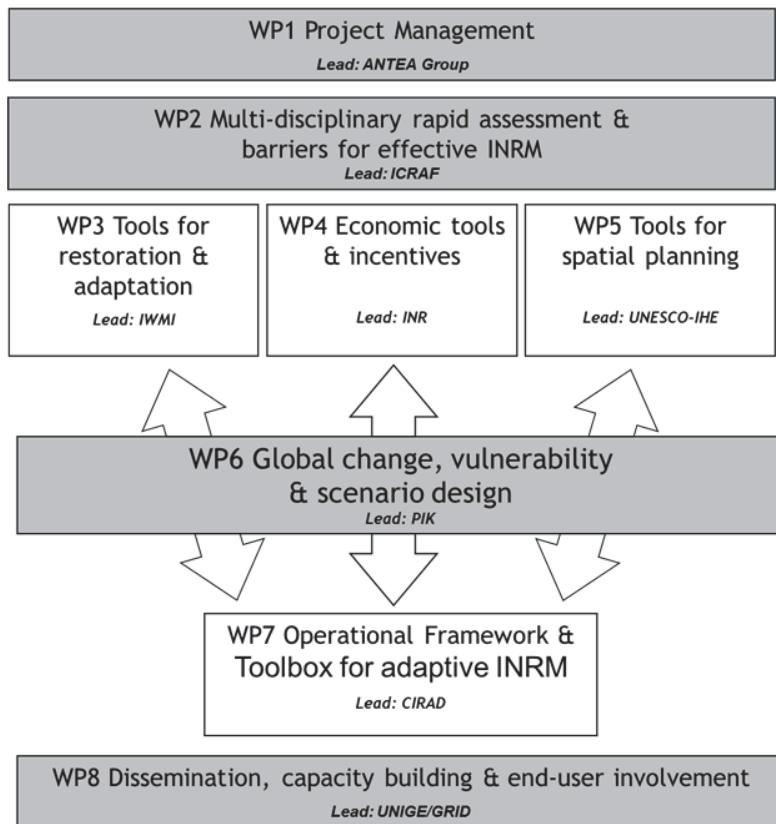 WP1 Project Management
Lead: ANTEA Group
WP2 Multi-disciplinary rapid assessment &
barriers for effective INRM
Lead: ICRAF
WP3 Tools for
restoration &
adaptation
Lead: IWMI
WP4 Economic tools
& incentives
Lead: INR
WP5 Tools for
spatial planning
Lead: UNESCO-IHE
WP6 Global change, vulnerability
& scenario design
Lead: PIK
WP7 Operational Framework &
Toolbox for adaptive INRM
Lead: CIRAD
WP8 Dissemination, capacity building & end-user involvement
Lead: UNIGE/GRID